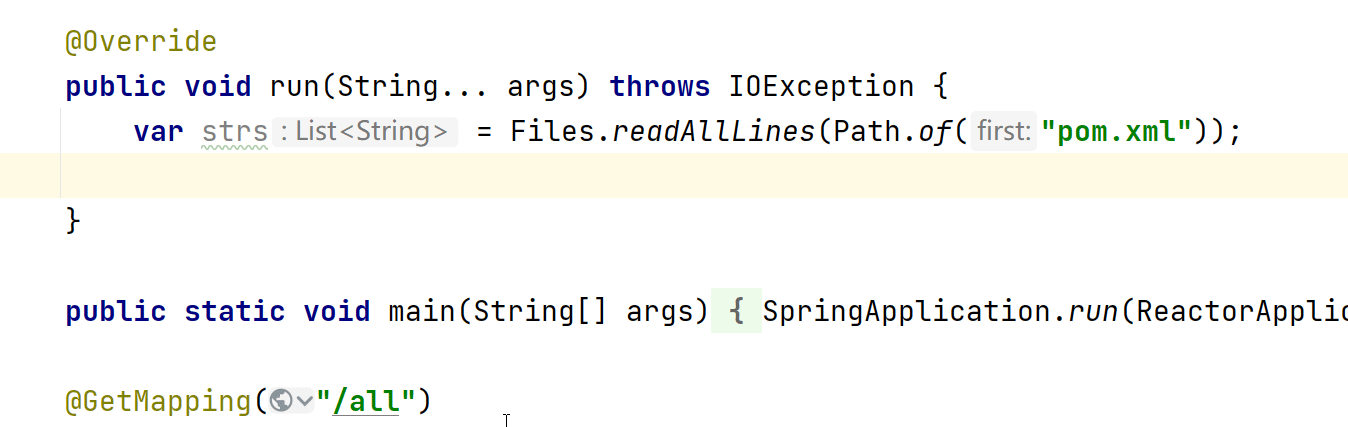 @Override
public void run(String... args) throws IOException {
var strs : List<String> = Files.readAllLines(Path.of( first: "pom.xml"));
}
public static void main(String[] args) { SpringApplication.run(ReactorApplic
@GetMapping("/all")